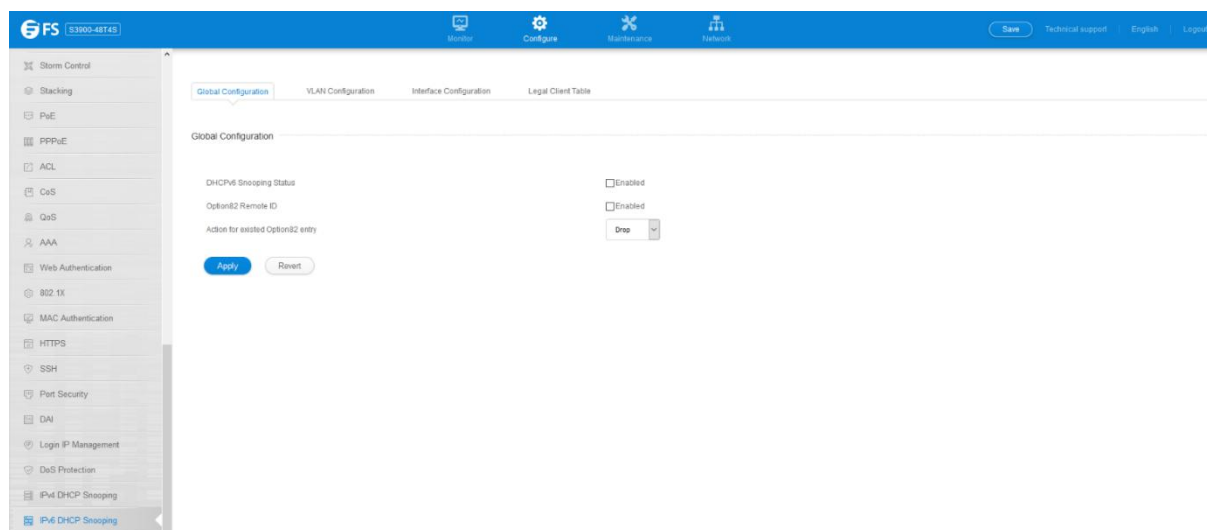 FS S3900-48T4S
Monitor Configure Maintenance Network
Save Technical support English Logout
Storm Control
Stacking
PoE
PPPoE
ACL
CoS
QoS
AAA
Web Authentication
802.1X
MAC Authentication
HTTPS
SSH
Port Security
DAI
Login IP Management
DoS Protection
IPv4 DHCP Snooping
IPv6 DHCP Snooping
Global Configuration VLAN Configuration Interface Configuration Legal Client Table
Global Configuration
DHCPv6 Snooping Status Enabled
Option82 Remote ID Enabled
Action for existed Option82 entry Drop
Apply Revert